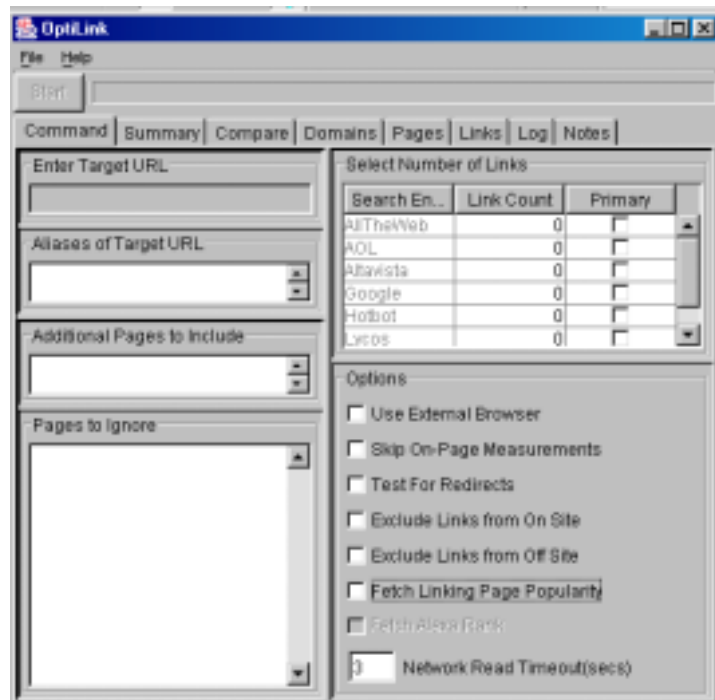 OptiLink
File Help
Start
Command Summary Compare Domains Pages Links Log Notes
Enter Target URL
Aliases of Target URL
Additional Pages to Include
Pages to Ignore
Select Number of Links
Search En... Link Count Primary
AllTheWeb 0
AOL 0
Altavista 0
Google 0
Hotbot 0
Lycos 0
Options
Use External Browser
Skip On-Page Measurements
Test For Redirects
Exclude Links from On Site
Exclude Links from Off Site
Fetch Linking Page Popularity
Fetch Alexa Rank
3 Network Read Timeout(secs)